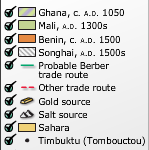 Ghana, c. A.D. 1050
Mali, A.D. 1300s
Benin, c. A.D. 1500
Songhai, A.D. 1500s
Probable Berber
trade route
Other trade route
Gold source
Salt source
Sahara
Timbuktu (Tombouctou)